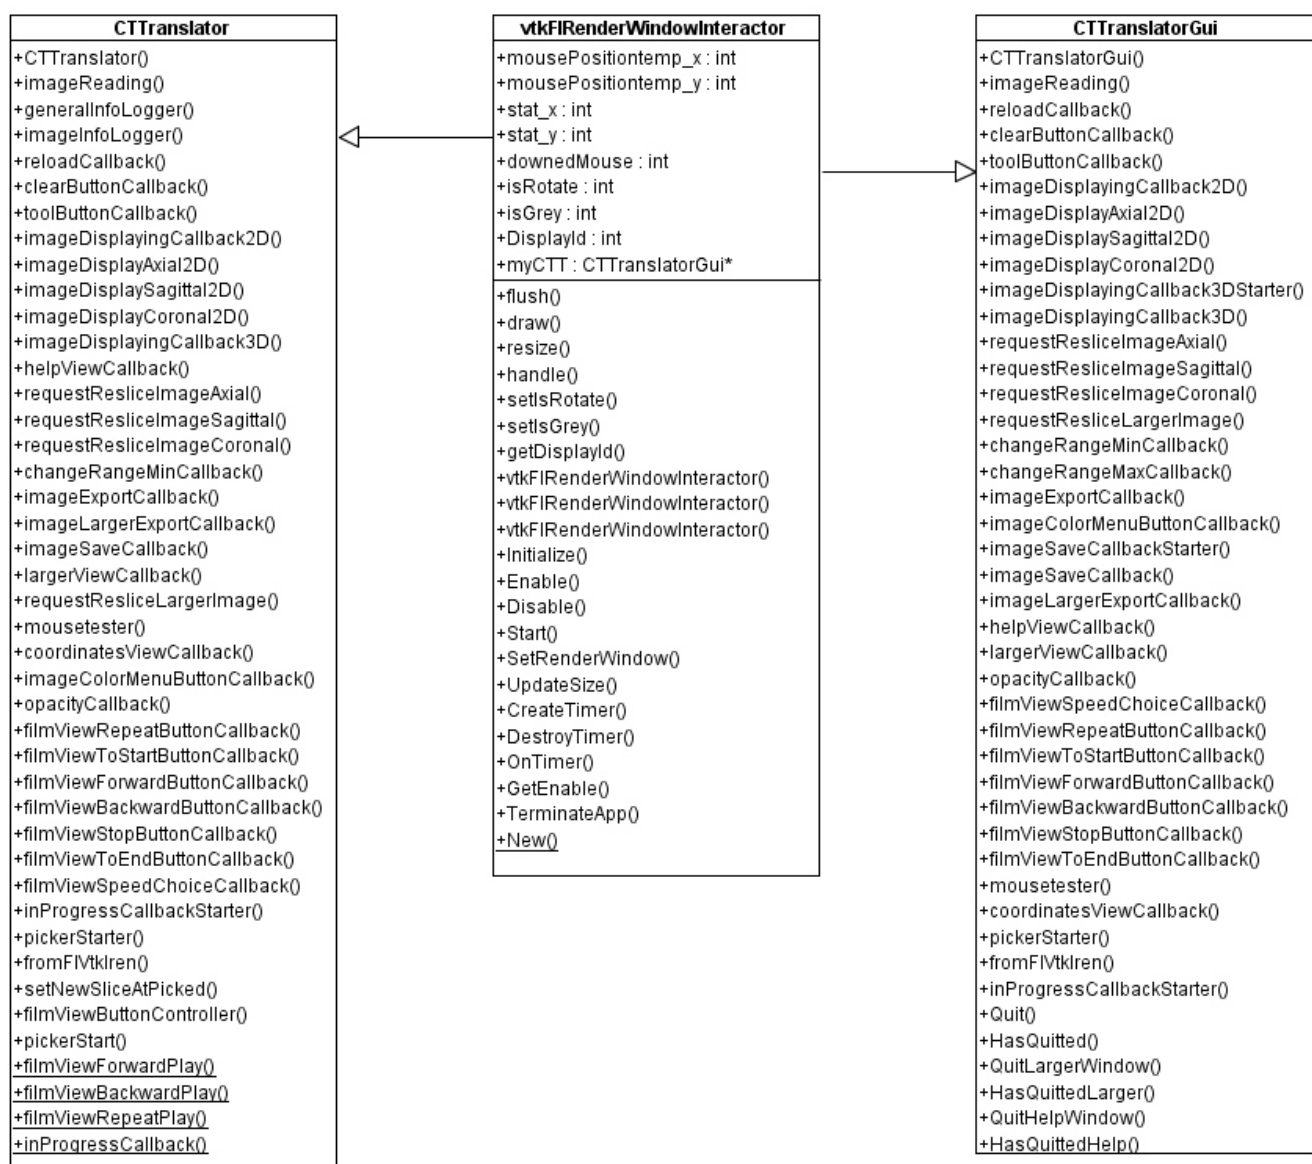 CTTranslator
+CTTranslator()
+imageReading()
+generalInfoLogger()
+imageInfoLogger()
+reloadCallback()
+clearButtonCallback()
+toolButtonCallback()
+imageDisplayingCallback2D()
+imageDisplayAxial2D()
+imageDisplaySagittal2D()
+imageDisplayCoronal2D()
+imageDisplayingCallback3D()
+helpViewCallback()
+requestResliceImageAxial()
+requestResliceImageSagittal()
+requestResliceImageCoronal()
+changeRangeMinCallback()
+imageExportCallback()
+imageLargerExportCallback()
+imageSaveCallback()
+largerViewCallback()
+requestResliceLargerImage()
+mousetester()
+coordinatesViewCallback()
+imageColorMenuButtonCallback()
+opacityCallback()
+filmViewRepeatButtonCallback()
+filmViewToStartButtonCallback()
+filmViewForwardButtonCallback()
+filmViewBackwardButtonCallback()
+filmViewStopButtonCallback()
+filmViewToEndButtonCallback()
+filmViewSpeedChoiceCallback()
+inProgressCallbackStarter()
+pickerStarter()
+fromFlVtkIren()
+setNewSliceAtPicked()
+filmViewButtonController()
+pickerStart()
+filmViewForwardPlay()
+filmViewBackwardPlay()
+filmViewRepeatPlay()
+inProgressCallback()
vtkFlRenderWindowInteractor
+mousePositiontemp_x : int
+mousePositiontemp_y : int
+stat_x : int
+stat_y : int
+downedMouse : int
+isRotate : int
+isGrey : int
+DisplayId : int
+myCTT : CTTranslatorGui*
+flush()
+draw()
+resize()
+handle()
+setIsRotate()
+setIsGrey()
+getDisplayId()
+vtkFlRenderWindowInteractor()
+vtkFlRenderWindowInteractor()
+vtkFlRenderWindowInteractor()
+Initialize()
+Enable()
+Disable()
+Start()
+SetRenderWindow()
+UpdateSize()
+CreateTimer()
+DestroyTimer()
+OnTimer()
+GetEnable()
+TerminateApp()
+New()
CTTranslatorGui
+CTTranslatorGui()
+imageReading()
+reloadCallback()
+clearButtonCallback()
+toolButtonCallback()
+imageDisplayingCallback2D()
+imageDisplayAxial2D()
+imageDisplaySagittal2D()
+imageDisplayCoronal2D()
+imageDisplayingCallback3DStarter()
+imageDisplayingCallback3D()
+requestResliceImageAxial()
+requestResliceImageSagittal()
+requestResliceImageCoronal()
+requestResliceLargerImage()
+changeRangeMinCallback()
+changeRangeMaxCallback()
+imageExportCallback()
+imageColorMenuButtonCallback()
+imageSaveCallbackStarter()
+imageSaveCallback()
+imageLargerExportCallback()
+helpViewCallback()
+largerViewCallback()
+opacityCallback()
+filmViewSpeedChoiceCallback()
+filmViewRepeatButtonCallback()
+filmViewToStartButtonCallback()
+filmViewForwardButtonCallback()
+filmViewBackwardButtonCallback()
+filmViewStopButtonCallback()
+filmViewToEndButtonCallback()
+mousetester()
+coordinatesViewCallback()
+pickerStarter()
+fromFlVtkIren()
+inProgressCallbackStarter()
+Quit()
+HasQuitted()
+QuitLargerWindow()
+HasQuittedLarger()
+QuitHelpWindow()
+HasQuittedHelp()